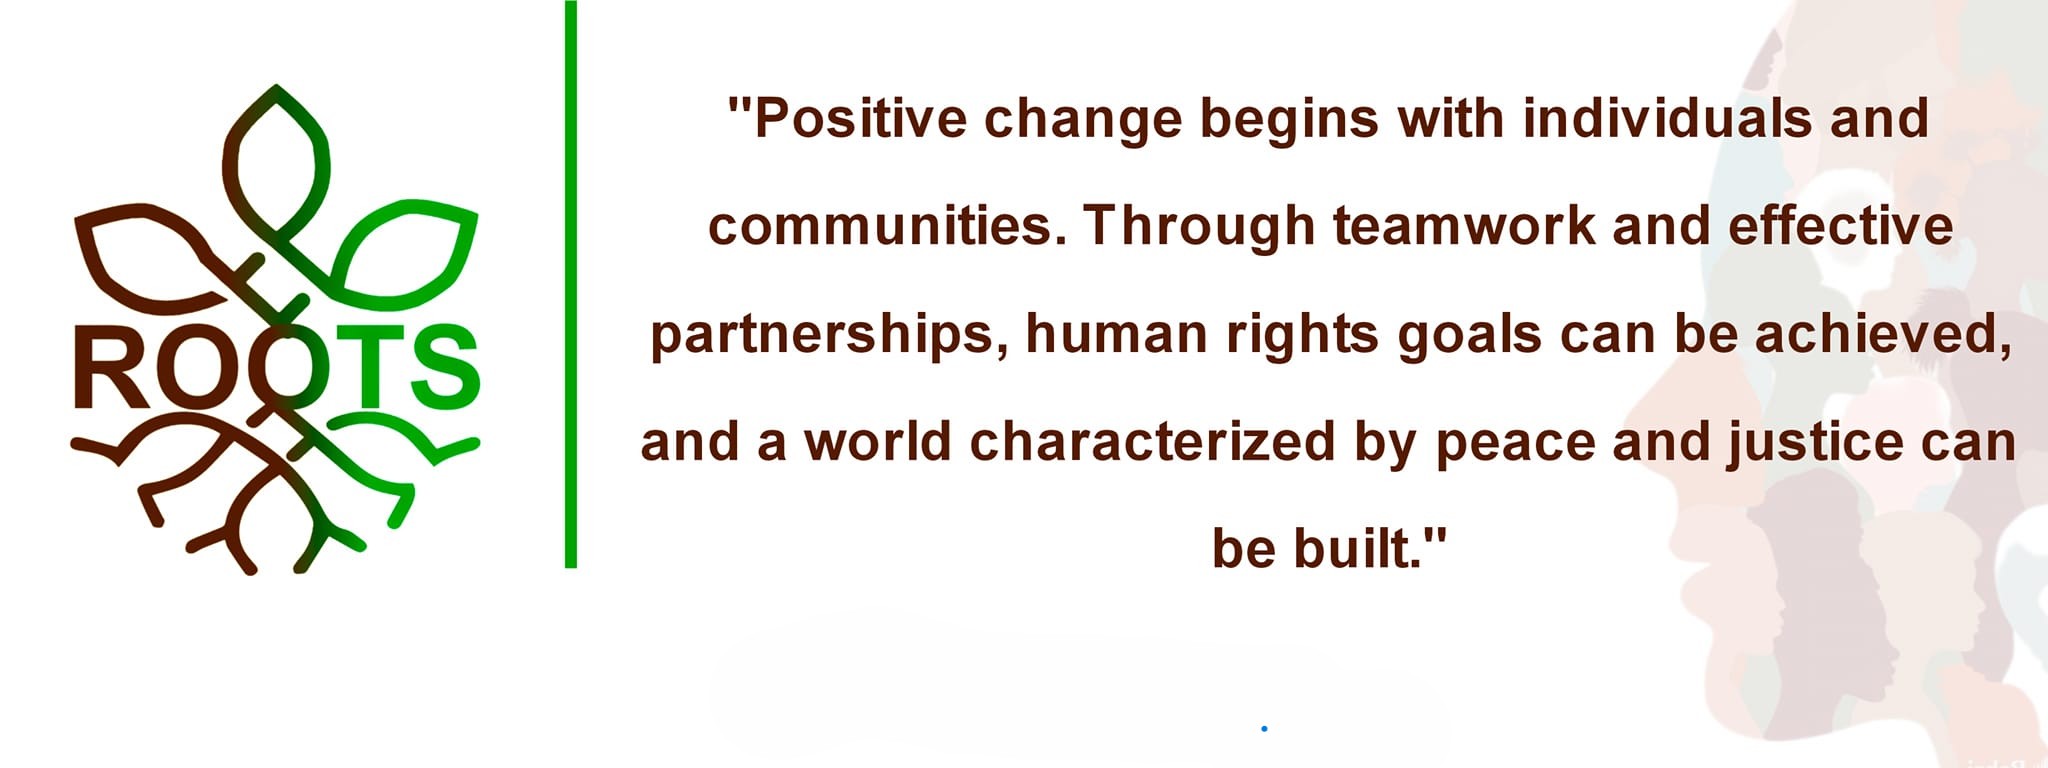 ROOTS
"Positive change begins with individuals and
communities. Through teamwork and effective
partnerships, human rights goals can be achieved,
and a world characterized by peace and justice can
be built."